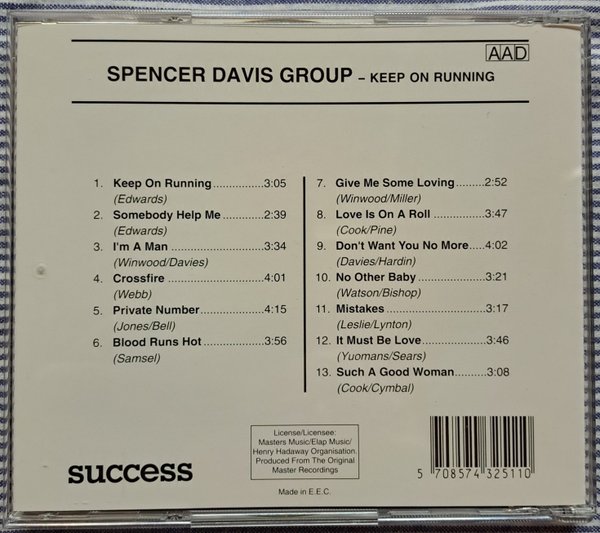 AAD
SPENCER DAVIS GROUP – KEEP ON RUNNING
1. Keep On Running...............3:05
(Edwards)
2. Somebody Help Me............2:39
(Edwards)
3. I'm A Man ..........................3:34
(Winwood/Davies)
4. Crossfire ...........................4:01
(Webb)
5. Private Number..................4:15
(Jones/Bell)
6. Blood Runs Hot..................3:56
(Samsel)
7. Give Me Some Loving.........2:52
(Winwood/Miller)
8. Love Is On A Roll ...............3:47
(Cook/Pine)
9. Don't Want You No More.....4:02
(Davies/Hardin)
10. No Other Baby ...................3:21
(Watson/Bishop)
11. Mistakes ............................3:17
(Leslie/Lynton)
12. It Must Be Love..................3:46
(Yuomans/Sears)
13. Such A Good Woman..........3:08
(Cook/Cymbal)
success
License/Licensee:
Masters Music/Elap Music/
Henry Hadaway Organisation.
Produced From The Original
Master Recordings
Made in E.E.C.
5 708574 325110